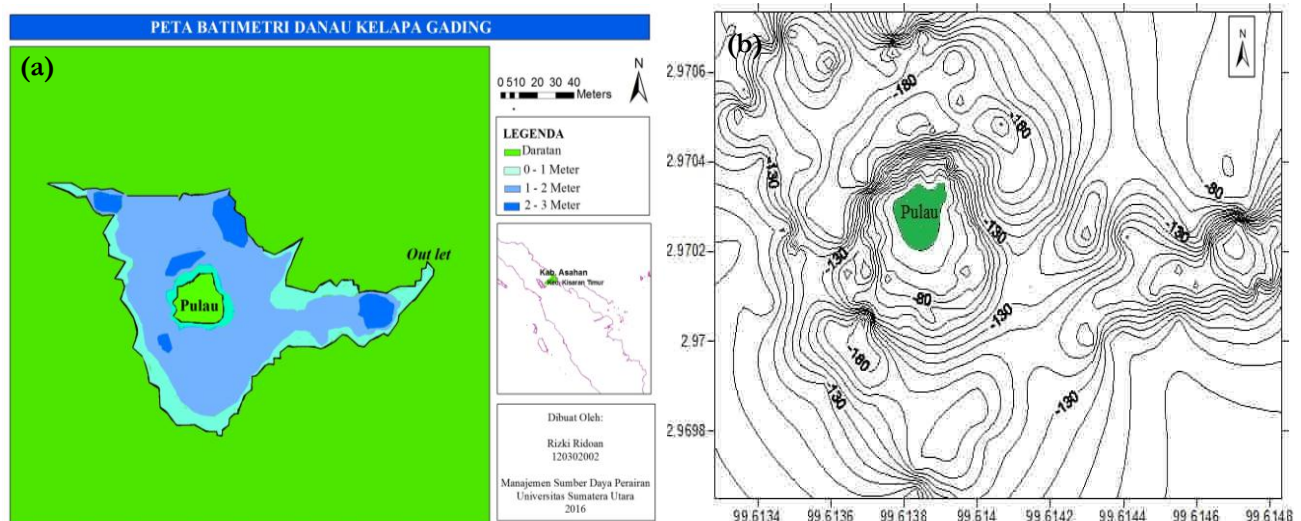 PETA BATIMETRI DANAU KELAPA GADING
(a)
N
0 5 10 20 30 40
Meters
LEGENDA
Daratan
0 - 1 Meter
1 - 2 Meter
2 - 3 Meter
Out let
Pulau
Kab. Asahan
Kec. Kisaran Timur
Dibuat Oleh:
Rizki Ridoan
120302002
Manajemen Sumber Daya Perairan
Universitas Sumatera Utara
2016
(b)
N
2.9706
2.9704
2.9702
2.97
2.9698
-180
-180
-130
-80
Pulau
-130
-130
-130
-80
-130
-180
-130
-130
99.6134 99.6136 99.6138 99.614 99.6142 99.6144 99.6146 99.6148